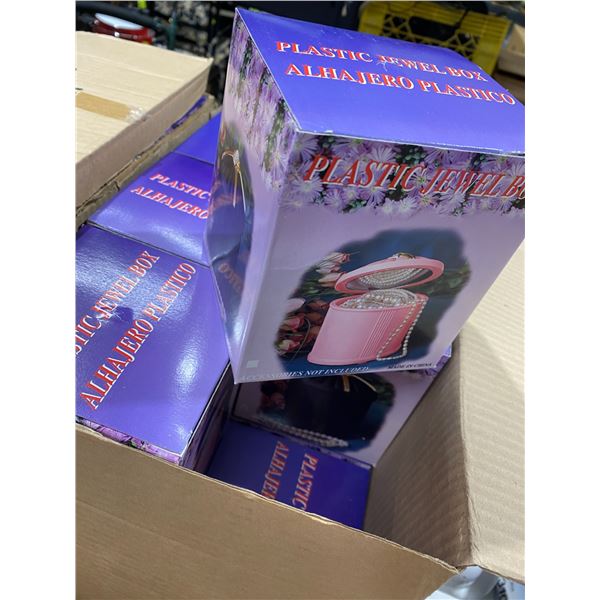 PLASTIC JEWEL BOX
ALHAJERO PLASTICO
PLASTIC JEWEL BO
ACCESSORIES NOT INCLUDED.
MADE IN CHINA
PLASTIC
ALHAJERO
STIC JEWEL BOX
ALHAJERO PLASTICO
PLASTIC
ALHAJE